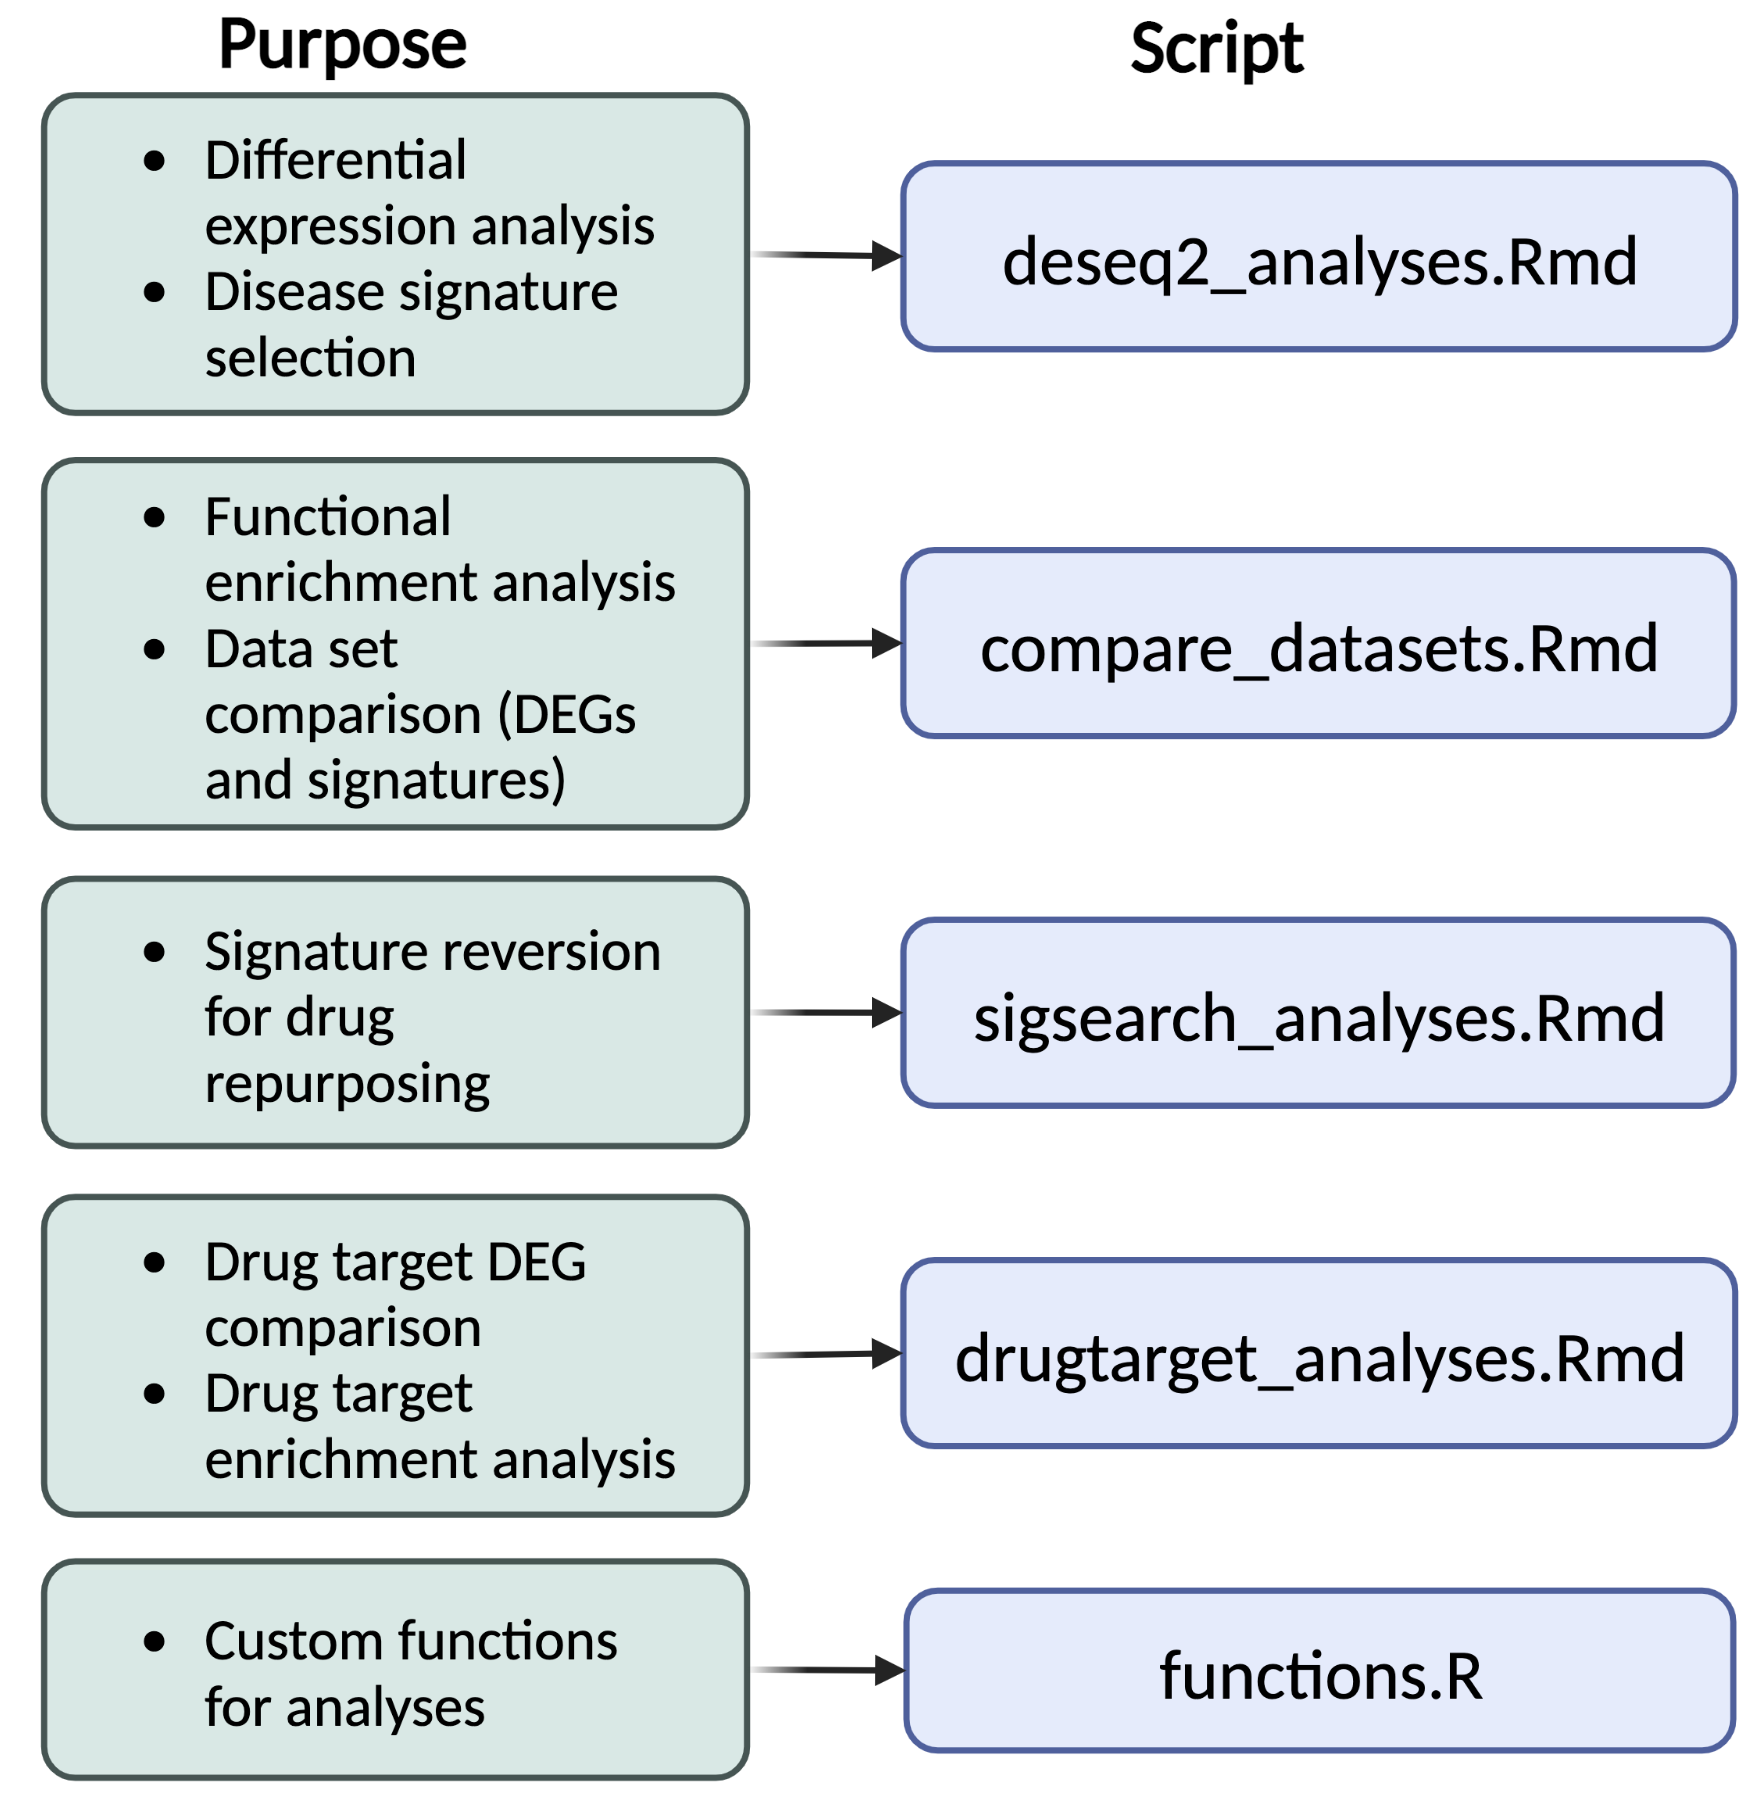 Purpose
Script
• Differential
expression analysis
• Disease signature
selection
deseq2_analyses.Rmd
• Functional
enrichment analysis
• Data set
comparison (DEGs
and signatures)
compare_datasets.Rmd
• Signature reversion
for drug
repurposing
sigsearch_analyses.Rmd
• Drug target DEG
comparison
• Drug target
enrichment analysis
drugtarget_analyses.Rmd
• Custom functions
for analyses
functions.R